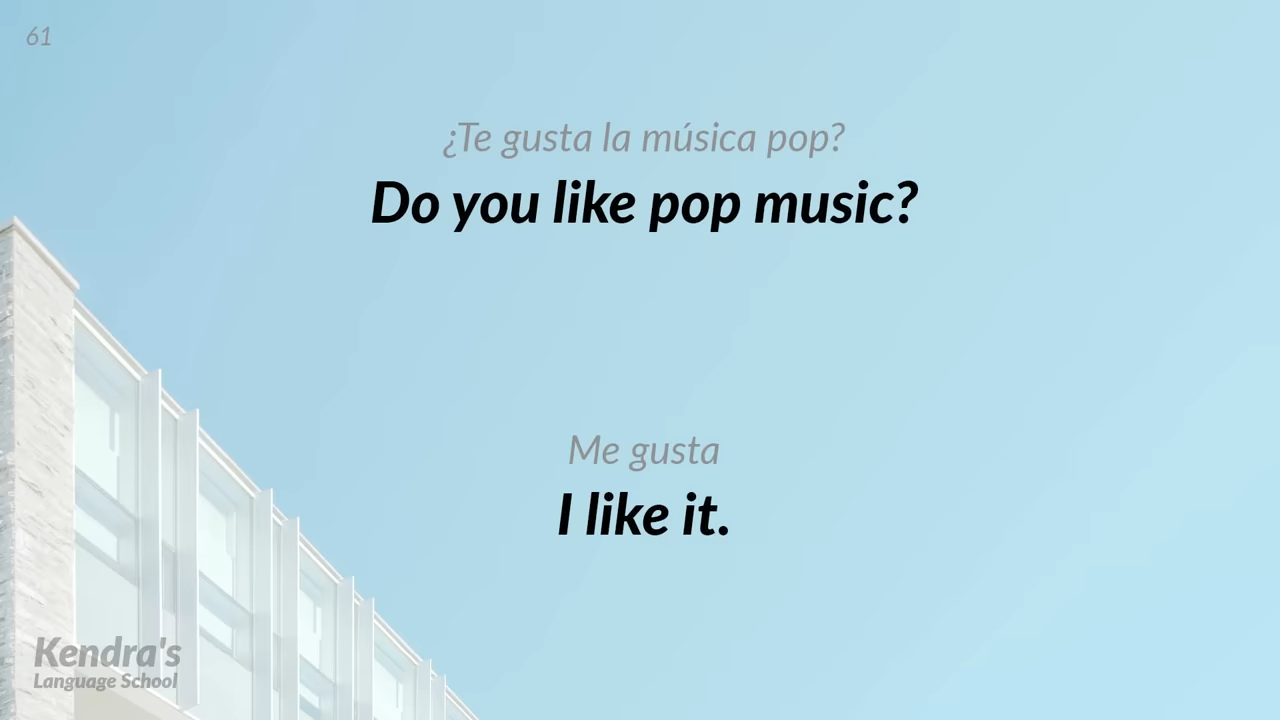 61
¿Te gusta la música pop?
Do you like pop music?
Me gusta
I like it.
Kendra's
Language School